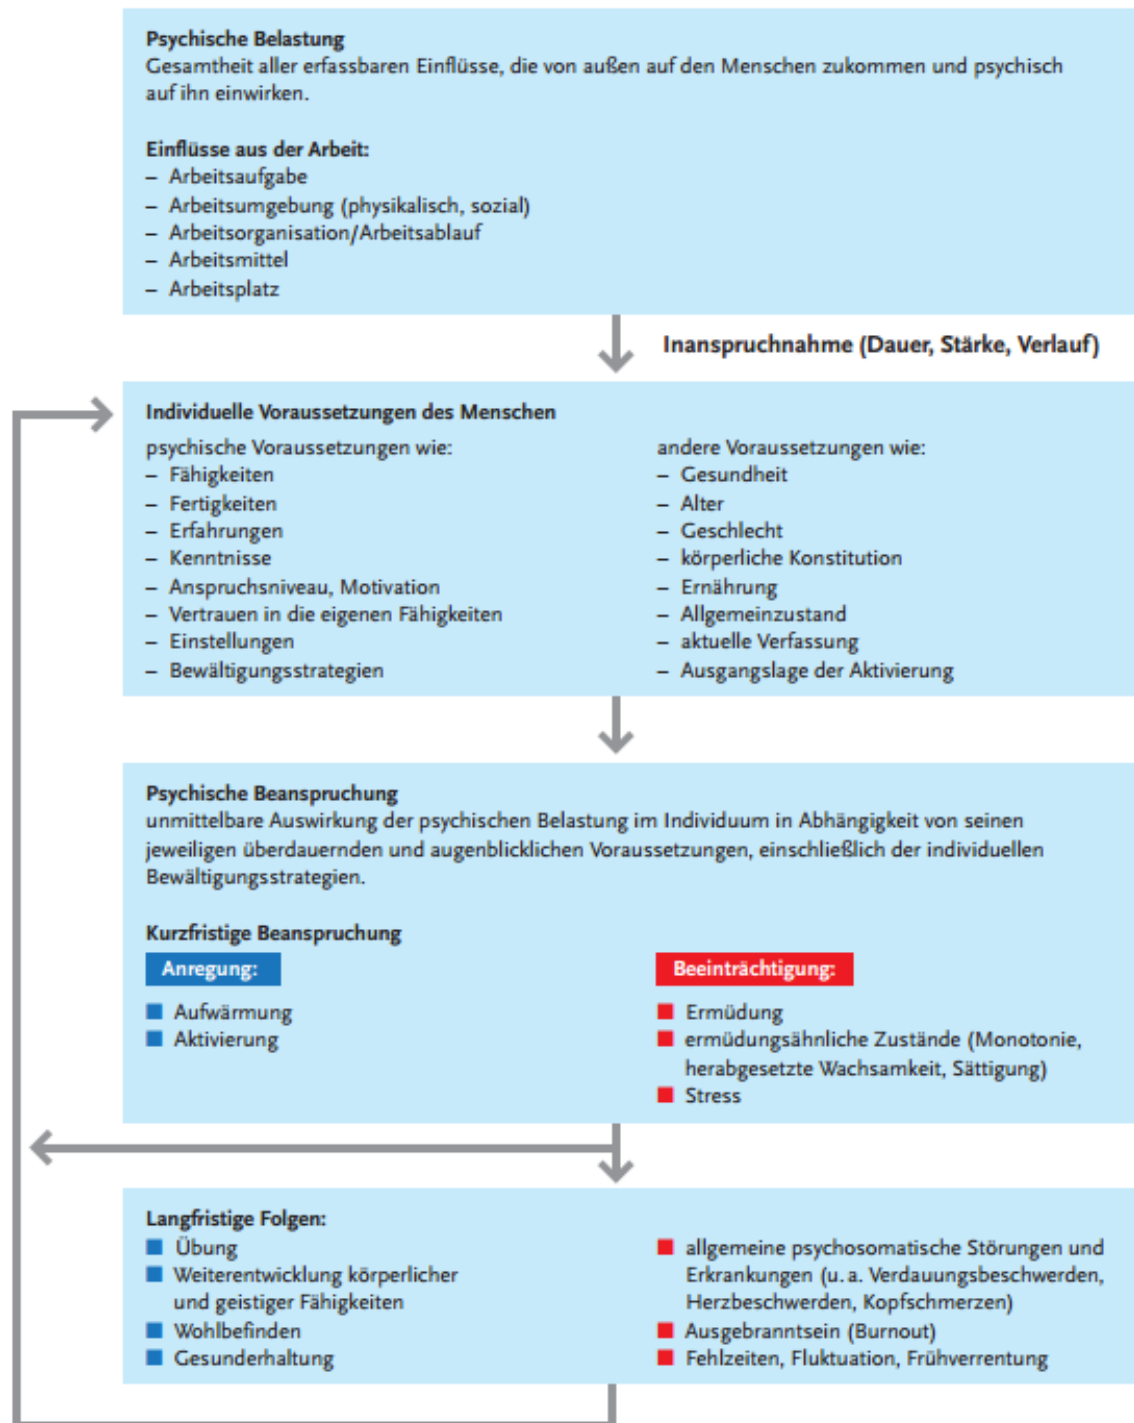 Psychische Belastung
Gesamtheit aller erfassbaren Einflüsse, die von außen auf den Menschen zukommen und psychisch
auf ihn einwirken.
Einflüsse aus der Arbeit:
– Arbeitsaufgabe
– Arbeitsumgebung (physikalisch, sozial)
– Arbeitsorganisation/Arbeitsablauf
– Arbeitsmittel
– Arbeitsplatz
Inanspruchnahme (Dauer, Stärke, Verlauf)
Individuelle Voraussetzungen des Menschen
psychische Voraussetzungen wie:
– Fähigkeiten
– Fertigkeiten
– Erfahrungen
– Kenntnisse
– Anspruchsniveau, Motivation
– Vertrauen in die eigenen Fähigkeiten
– Einstellungen
– Bewältigungsstrategien
andere Voraussetzungen wie:
– Gesundheit
– Alter
– Geschlecht
– körperliche Konstitution
– Ernährung
– Allgemeinzustand
– aktuelle Verfassung
– Ausgangslage der Aktivierung
Psychische Beanspruchung
unmittelbare Auswirkung der psychischen Belastung im Individuum in Abhängigkeit von seinen
jeweiligen überdauernden und augenblicklichen Voraussetzungen, einschließlich der individuellen
Bewältigungsstrategien.
Kurzfristige Beanspruchung
Anregung:
■ Aufwärmung
■ Aktivierung
Beeinträchtigung:
■ Ermüdung
■ ermüdungsähnliche Zustände (Monotonie,
herabgesetzte Wachsamkeit, Sättigung)
■ Stress
Langfristige Folgen:
■ Übung
■ Weiterentwicklung körperlicher
und geistiger Fähigkeiten
■ Wohlbefinden
■ Gesunderhaltung
■ allgemeine psychosomatische Störungen und
Erkrankungen (u. a. Verdauungsbeschwerden,
Herzbeschwerden, Kopfschmerzen)
■ Ausgebranntsein (Burnout)
■ Fehlzeiten, Fluktuation, Frühverrentung